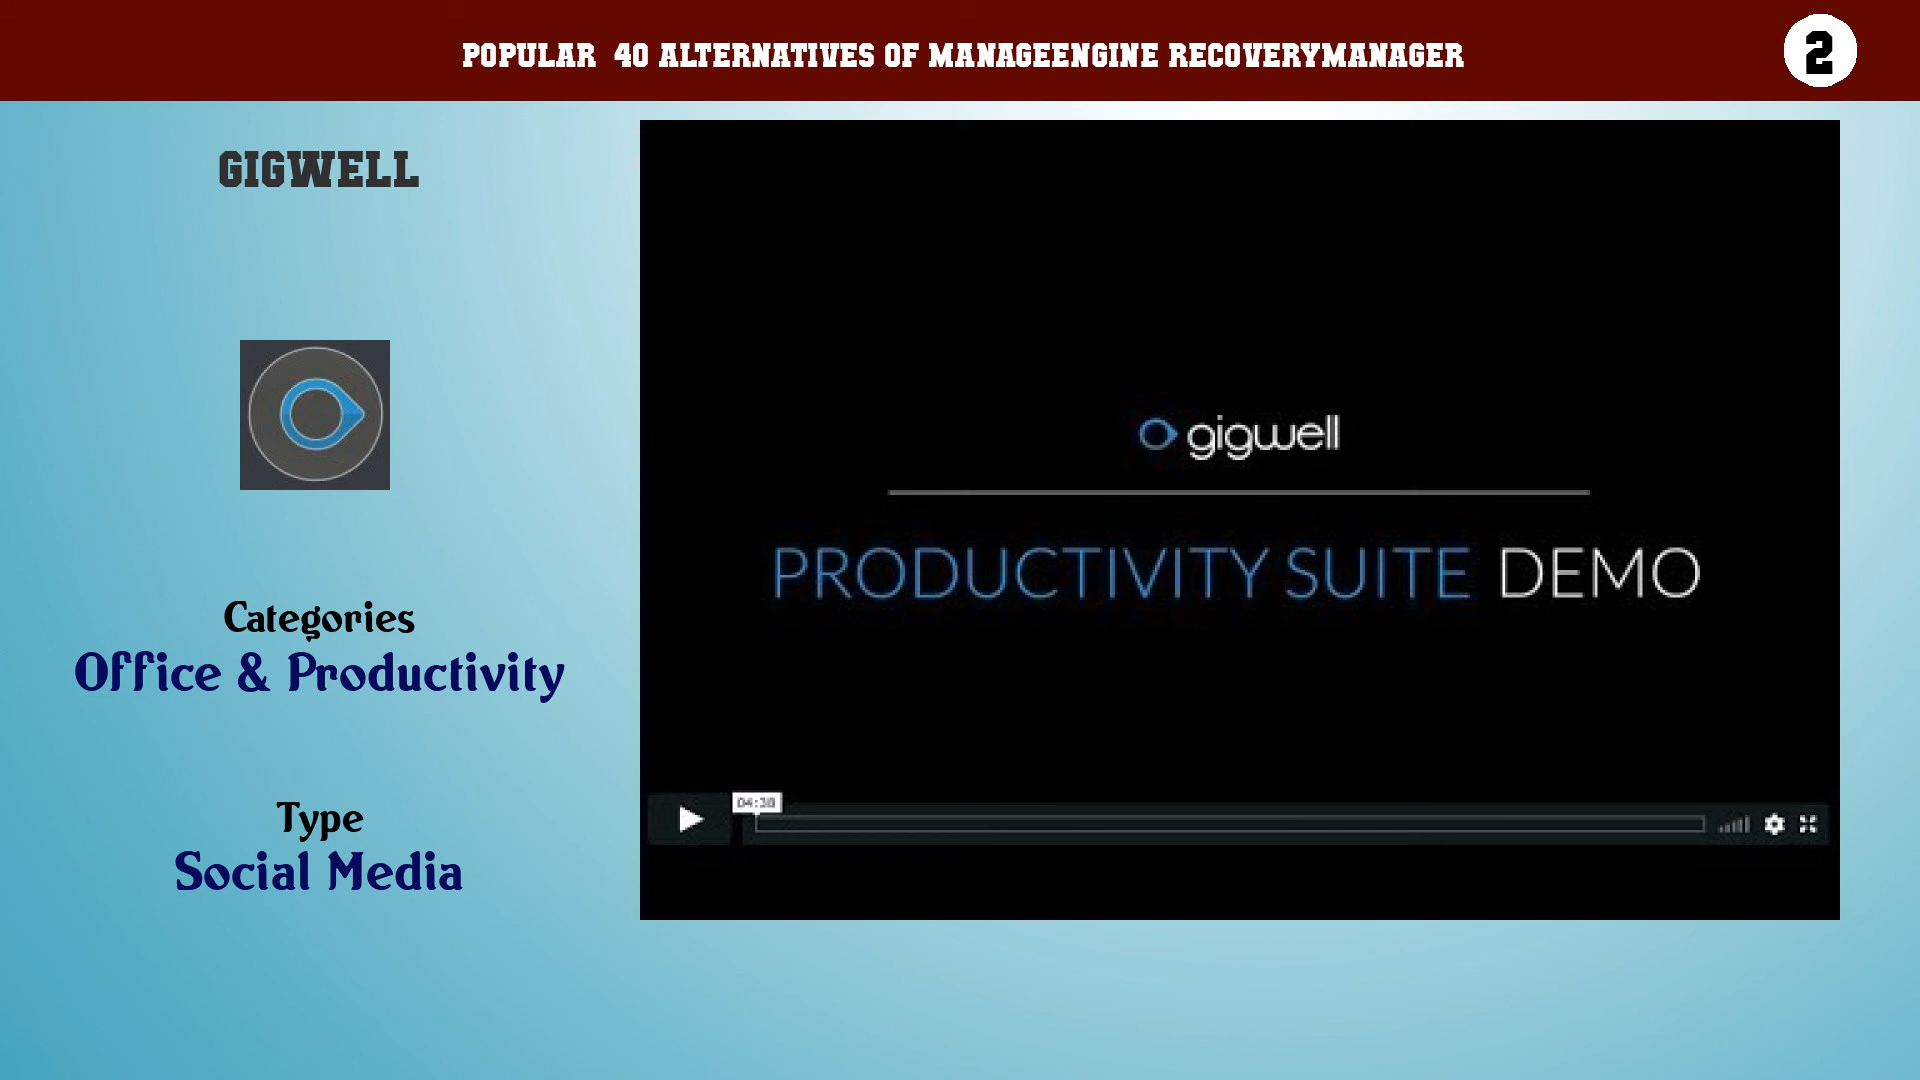 POPULAR 40 ALTERNATIVES OF MANAGEENGINE RECOVERYMANAGER
2
GIGWELL
gigwell
PRODUCTIVITY SUITE DEMO
Categories
Office & Productivity
04:38
Type
Social Media